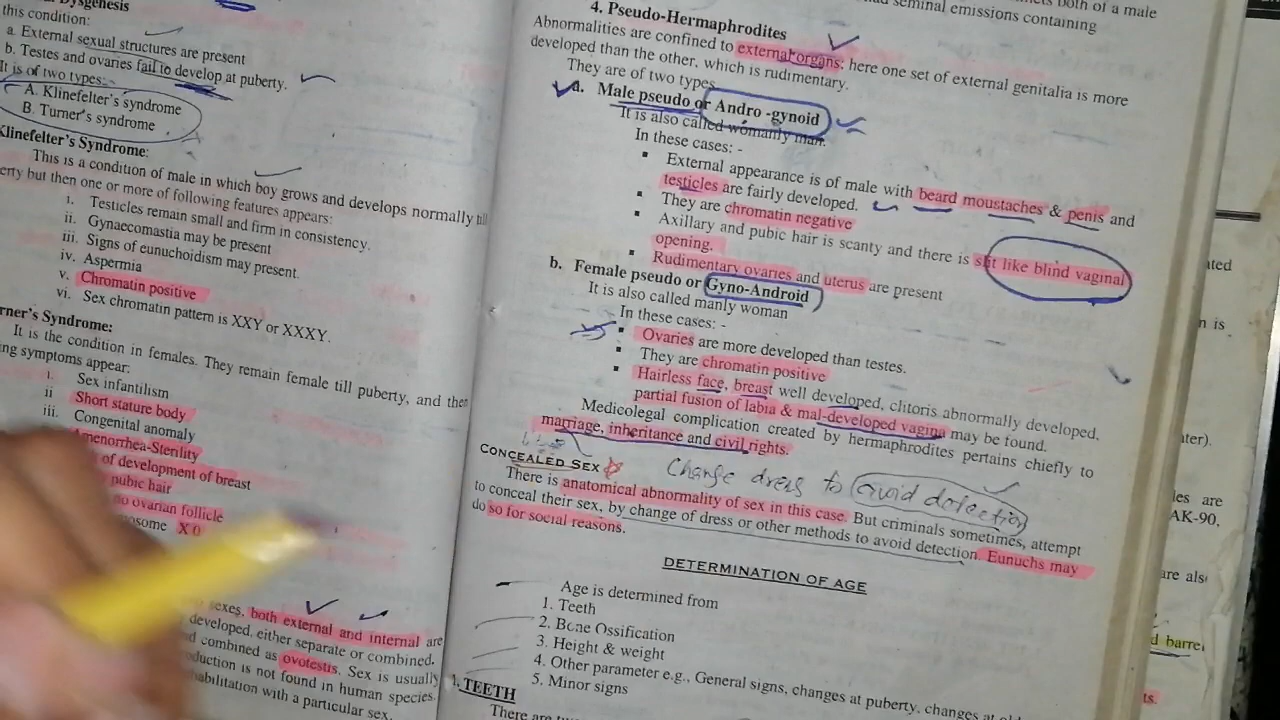 Dysgenesis
this condition:
a. External sexual structures are present
b. Testes and ovaries fail to develop at puberty.
It is of two types:
A. Klinefelter's syndrome
B. Turner's syndrome
Klinefelter's Syndrome:
This is a condition of male in which boy grows and develops normally till
erty but then one or more of following features appears:
i. Testicles remain small and firm in consistency.
ii. Gynaecomastia may be present
iii. Signs of eunuchoidism may present.
iv. Aspermia
v. Chromatin positive
vi. Sex chromatin pattern is XXY or XXXY.
rner's Syndrome:
It is the condition in females. They remain female till puberty, and then
ing symptoms appear:
i. Sex infantilism
ii Short stature body
iii. Congenital anomaly
Amenorrhea-Sterility
of development of breast
pubic hair
no ovarian follicle
osome X 0
sexes, both external and internal are
developed, either separate or combined.
d combined as ovotestis. Sex is usually
duction is not found in human species.
abilitation with a particular sex.
both of a male
seminal emissions containing
4. Pseudo-Hermaphrodites
Abnormalities are confined to external organs; here one set of external genitalia is more
developed than the other, which is rudimentary.
They are of two types
a. Male pseudo or Andro -gynoid
It is also called womanly man.
In these cases: -
External appearance is of male with beard moustaches & penis and
testicles are fairly developed.
They are chromatin negative
Axillary and pubic hair is scanty and there is slit like blind vaginal
opening.
Rudimentary ovaries and uterus are present
b. Female pseudo or Gyno-Android
It is also called manly woman
In these cases: -
Ovaries are more developed than testes.
They are chromatin positive
Hairless face, breast well developed, clitoris abnormally developed,
partial fusion of labia & mal-developed vagina may be found.
Medicolegal complication created by hermaphrodites pertains chiefly to
marriage, inheritance and civil rights.
CONCEALED SEX
Change dress to avoid detection
There is anatomical abnormality of sex in this case. But criminals sometimes, attempt
to conceal their sex, by change of dress or other methods to avoid detection. Eunuchs may
do so for social reasons.
DETERMINATION OF AGE
Age is determined from
1. Teeth
2. Bone Ossification
3. Height & weight
4. Other parameter e.g., General signs, changes at puberty, changes at
5. Minor signs
1. TEETH
There are
ated
n is
ter).
les are
AK-90,
are als
d barrel
ts.